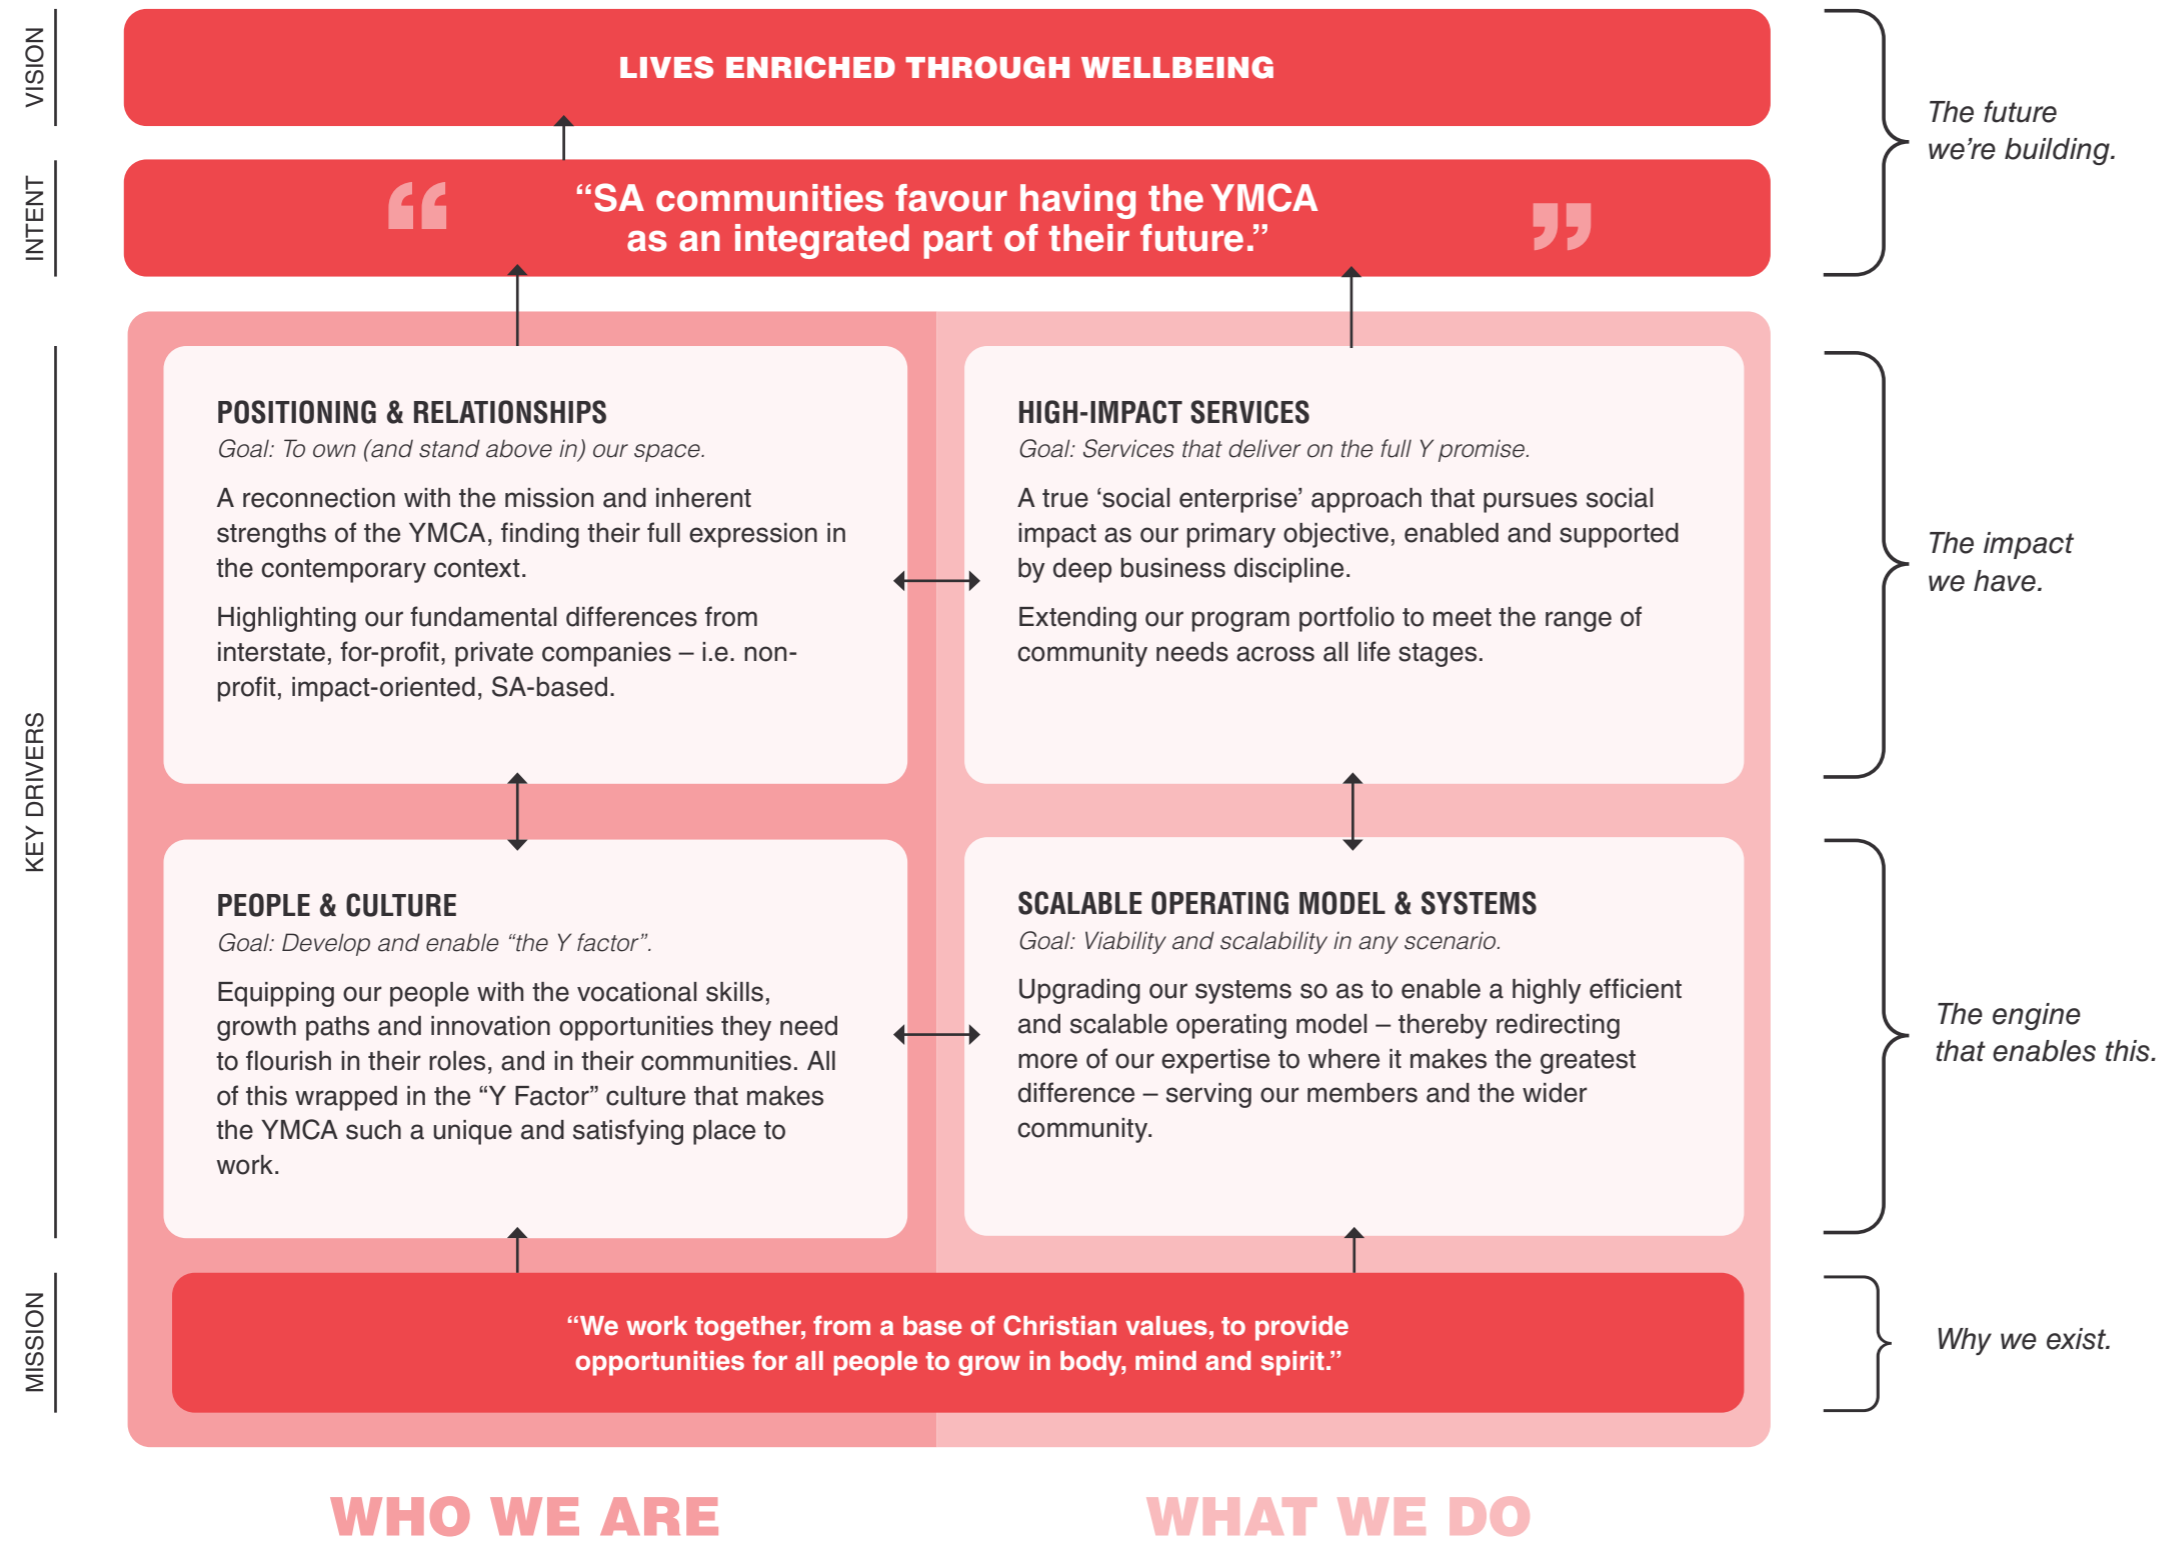 VISION
LIVES ENRICHED THROUGH WELLBEING
The future
we’re building.
INTENT
“
“SA communities favour having the YMCA
as an integrated part of their future.”
”
KEY DRIVERS
POSITIONING & RELATIONSHIPS
Goal: To own (and stand above in) our space.
A reconnection with the mission and inherent
strengths of the YMCA, finding their full expression in
the contemporary context.
Highlighting our fundamental differences from
interstate, for-profit, private companies – i.e. non-
profit, impact-oriented, SA-based.
HIGH-IMPACT SERVICES
Goal: Services that deliver on the full Y promise.
A true ‘social enterprise’ approach that pursues social
impact as our primary objective, enabled and supported
by deep business discipline.
Extending our program portfolio to meet the range of
community needs across all life stages.
The impact
we have.
PEOPLE & CULTURE
Goal: Develop and enable “the Y factor”.
Equipping our people with the vocational skills,
growth paths and innovation opportunities they need
to flourish in their roles, and in their communities. All
of this wrapped in the “Y Factor” culture that makes
the YMCA such a unique and satisfying place to
work.
SCALABLE OPERATING MODEL & SYSTEMS
Goal: Viability and scalability in any scenario.
Upgrading our systems so as to enable a highly efficient
and scalable operating model – thereby redirecting
more of our expertise to where it makes the greatest
difference – serving our members and the wider
community.
The engine
that enables this.
MISSION
“We work together, from a base of Christian values, to provide
opportunities for all people to grow in body, mind and spirit.”
Why we exist.
WHO WE ARE
WHAT WE DO